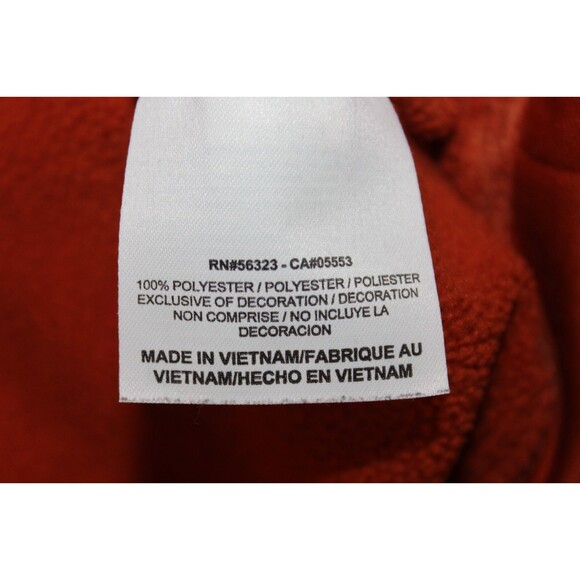 RN#56323 - CA#05553
100% POLYESTER / POLYESTER / POLIESTER
EXCLUSIVE OF DECORATION / DECORATION
NON COMPRISE / NO INCLUYE LA
DECORACION
MADE IN VIETNAM/FABRIQUE AU
VIETNAM/HECHO EN VIETNAM